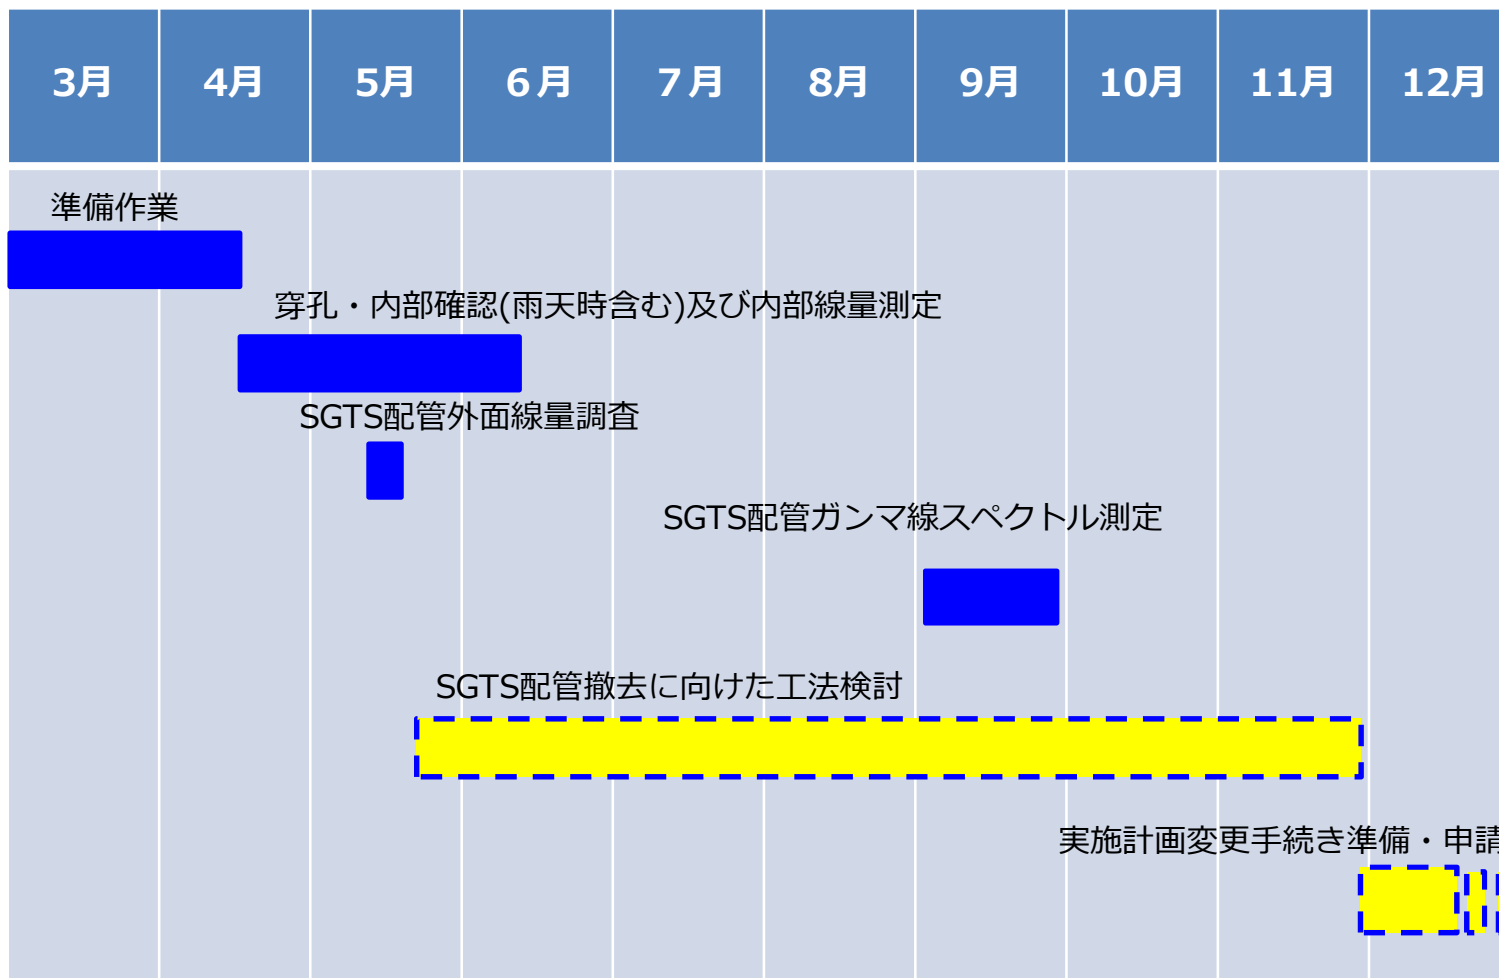 3月 4月 5月 6月 7月 8月 9月 10月 11月 12月
準備作業
穿孔・内部確認(雨天時含む)及び内部線量測定
SGTS配管外面線量調査
SGTS配管ガンマ線スペクトル測定
SGTS配管撤去に向けた工法検討
実施計画変更手続き準備・申請